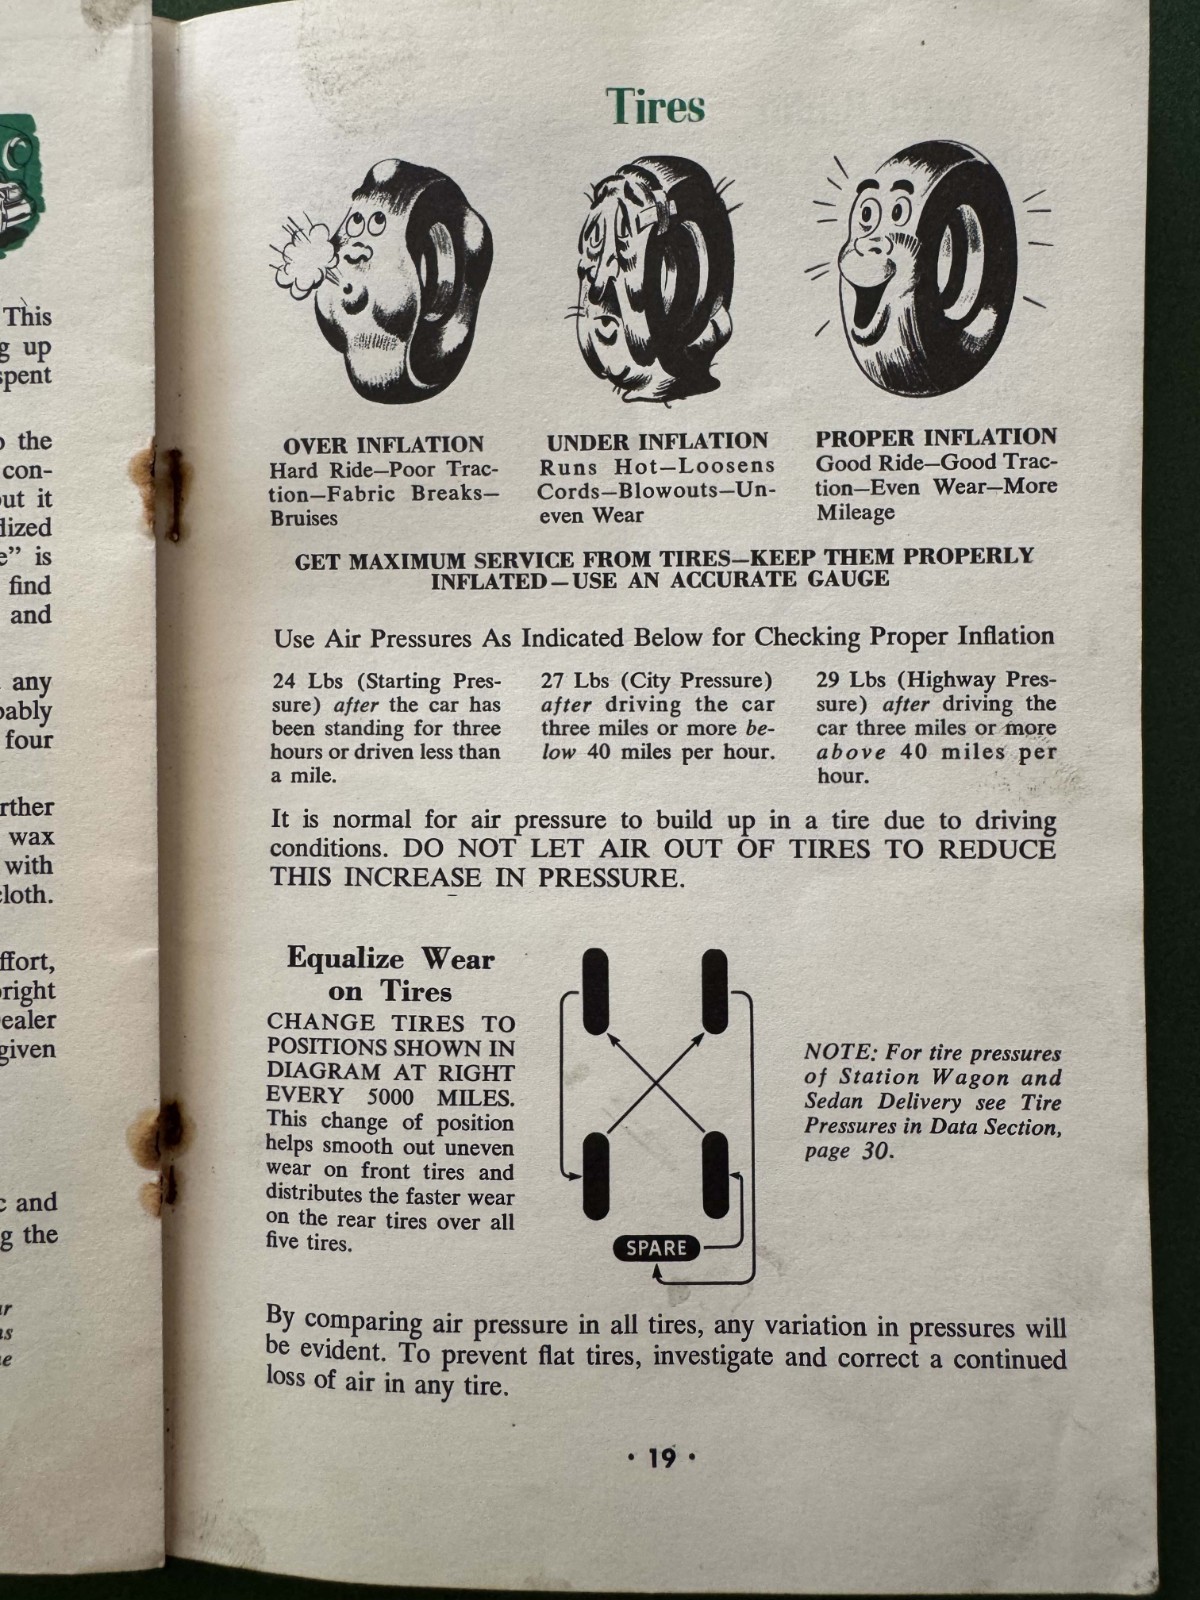 This
g up
spent
the
con-
out it
dized
e” is
find
and
any
bably
four
rther
wax
with
cloth.
ffort,
bright
Dealer
given
c and
g the
Tires
OVER INFLATION
Hard Ride—Poor Trac-
tion—Fabric Breaks—
Bruises
UNDER INFLATION
Runs Hot—Loosens
Cords—Blowouts—Un-
even Wear
PROPER INFLATION
Good Ride—Good Trac-
tion—Even Wear—More
Mileage
GET MAXIMUM SERVICE FROM TIRES—KEEP THEM PROPERLY
INFLATED—USE AN ACCURATE GAUGE
Use Air Pressures As Indicated Below for Checking Proper Inflation
24 Lbs (Starting Pres-
sure) after the car has
been standing for three
hours or driven less than
a mile.
27 Lbs (City Pressure)
after driving the car
three miles or more be-
low 40 miles per hour.
29 Lbs (Highway Pres-
sure) after driving the
car three miles or more
above 40 miles per
hour.
It is normal for air pressure to build up in a tire due to driving
conditions. DO NOT LET AIR OUT OF TIRES TO REDUCE
THIS INCREASE IN PRESSURE.
Equalize Wear
on Tires
CHANGE TIRES TO
POSITIONS SHOWN IN
DIAGRAM AT RIGHT
EVERY 5000 MILES.
This change of position
helps smooth out uneven
wear on front tires and
distributes the faster wear
on the rear tires over all
five tires.
SPARE
NOTE: For tire pressures
of Station Wagon and
Sedan Delivery see Tire
Pressures in Data Section,
page 30.
By comparing air pressure in all tires, any variation in pressures will
be evident. To prevent flat tires, investigate and correct a continued
loss of air in any tire.
• 19 •